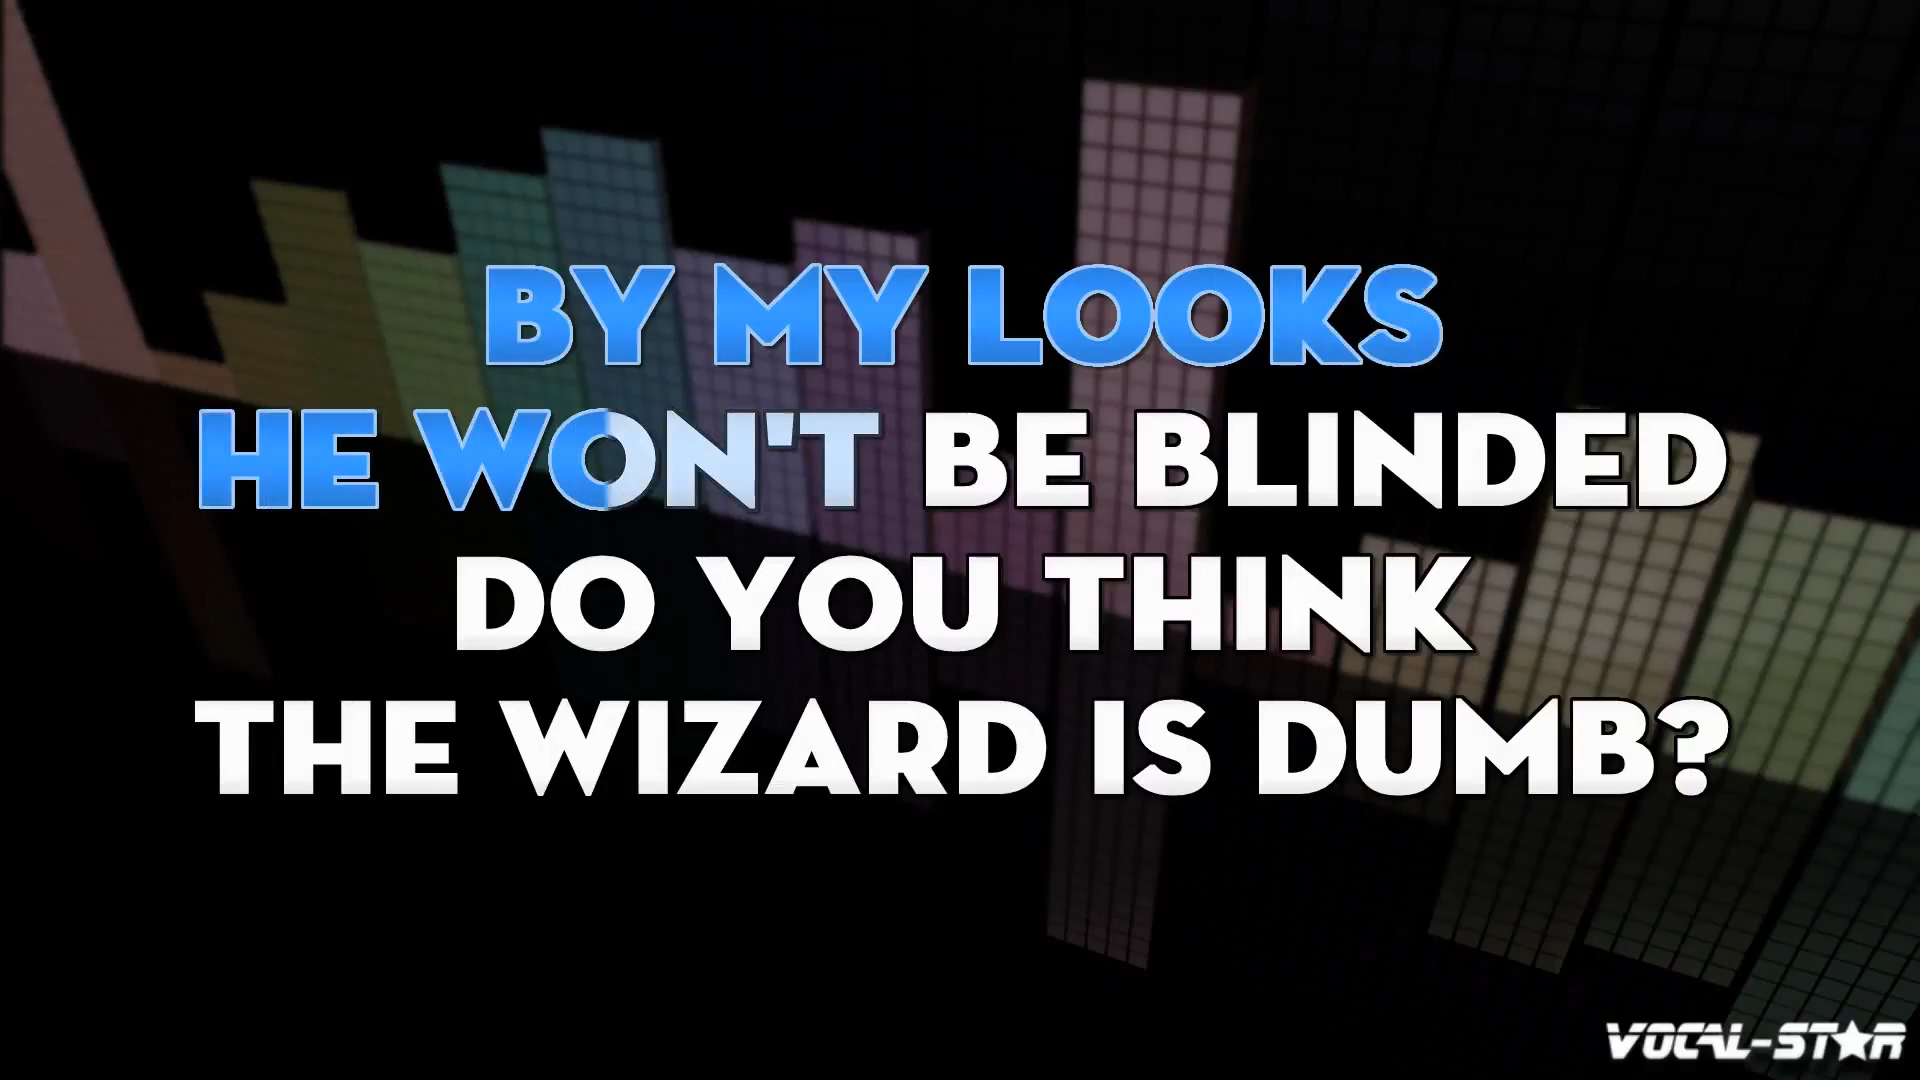 BY MY LOOKS
HE WON'T BE BLINDED
DO YOU THINK
THE WIZARD IS DUMB?
VOCAL-STAR